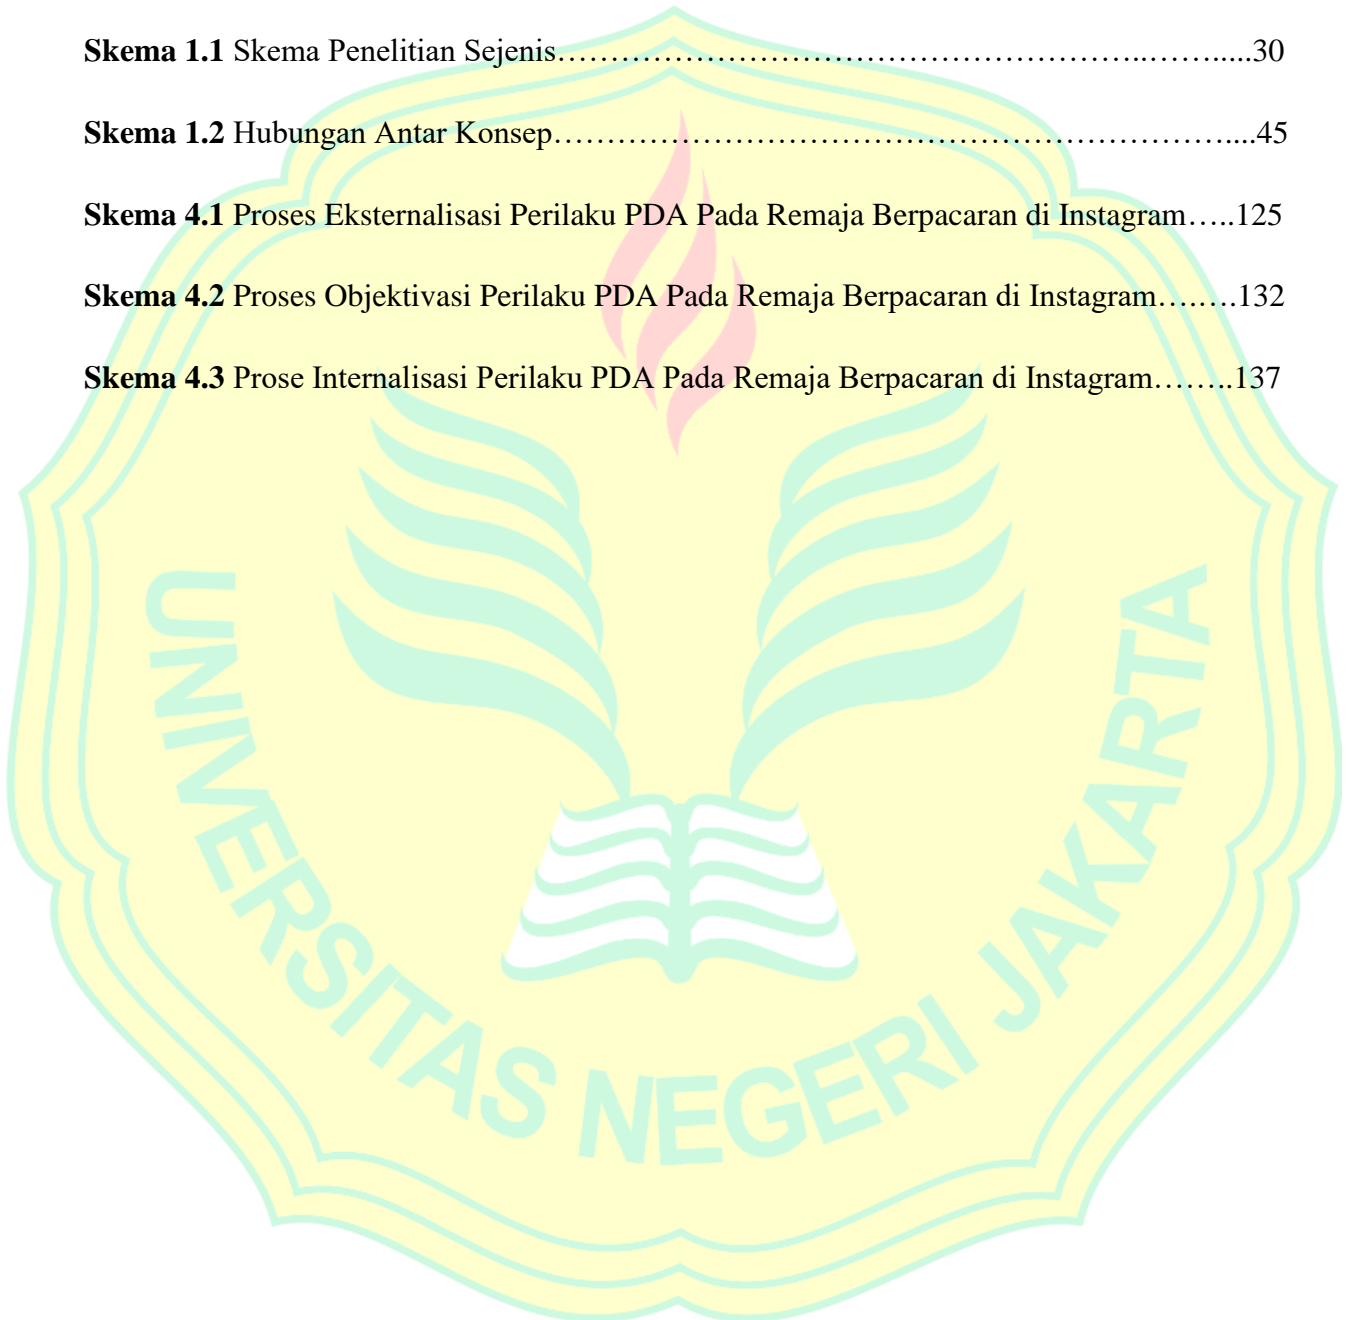 Skema 1.1 Skema Penelitian Sejenis…………………………………………………..…….....30
Skema 1.2 Hubungan Antar Konsep…………………………………………………………....45
Skema 4.1 Proses Eksternalisasi Perilaku PDA Pada Remaja Berpacaran di Instagram…..125
Skema 4.2 Proses Objektivasi Perilaku PDA Pada Remaja Berpacaran di Instagram….….132
Skema 4.3 Prose Internalisasi Perilaku PDA Pada Remaja Berpacaran di Instagram……..137
UNIVERSITAS NEGERI JAKARTA